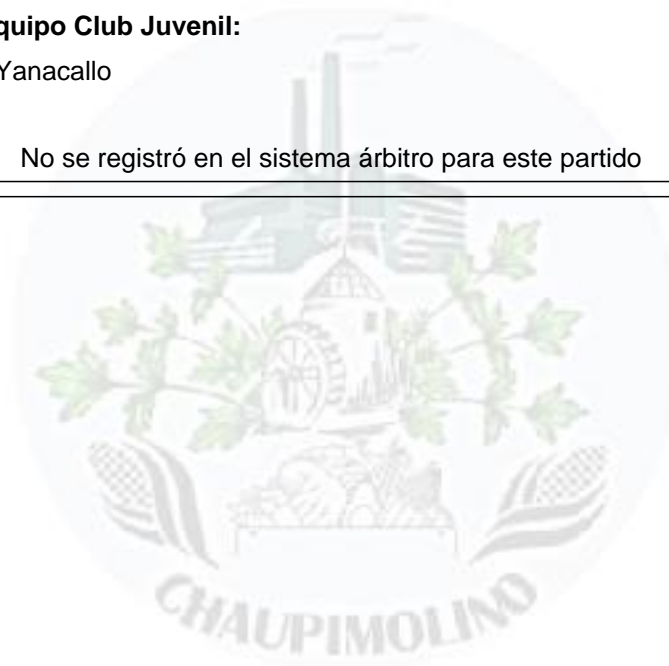 quipo Club Juvenil:
Yanacallo
No se registró en el sistema árbitro para este partido
CHAUPIMOLINO